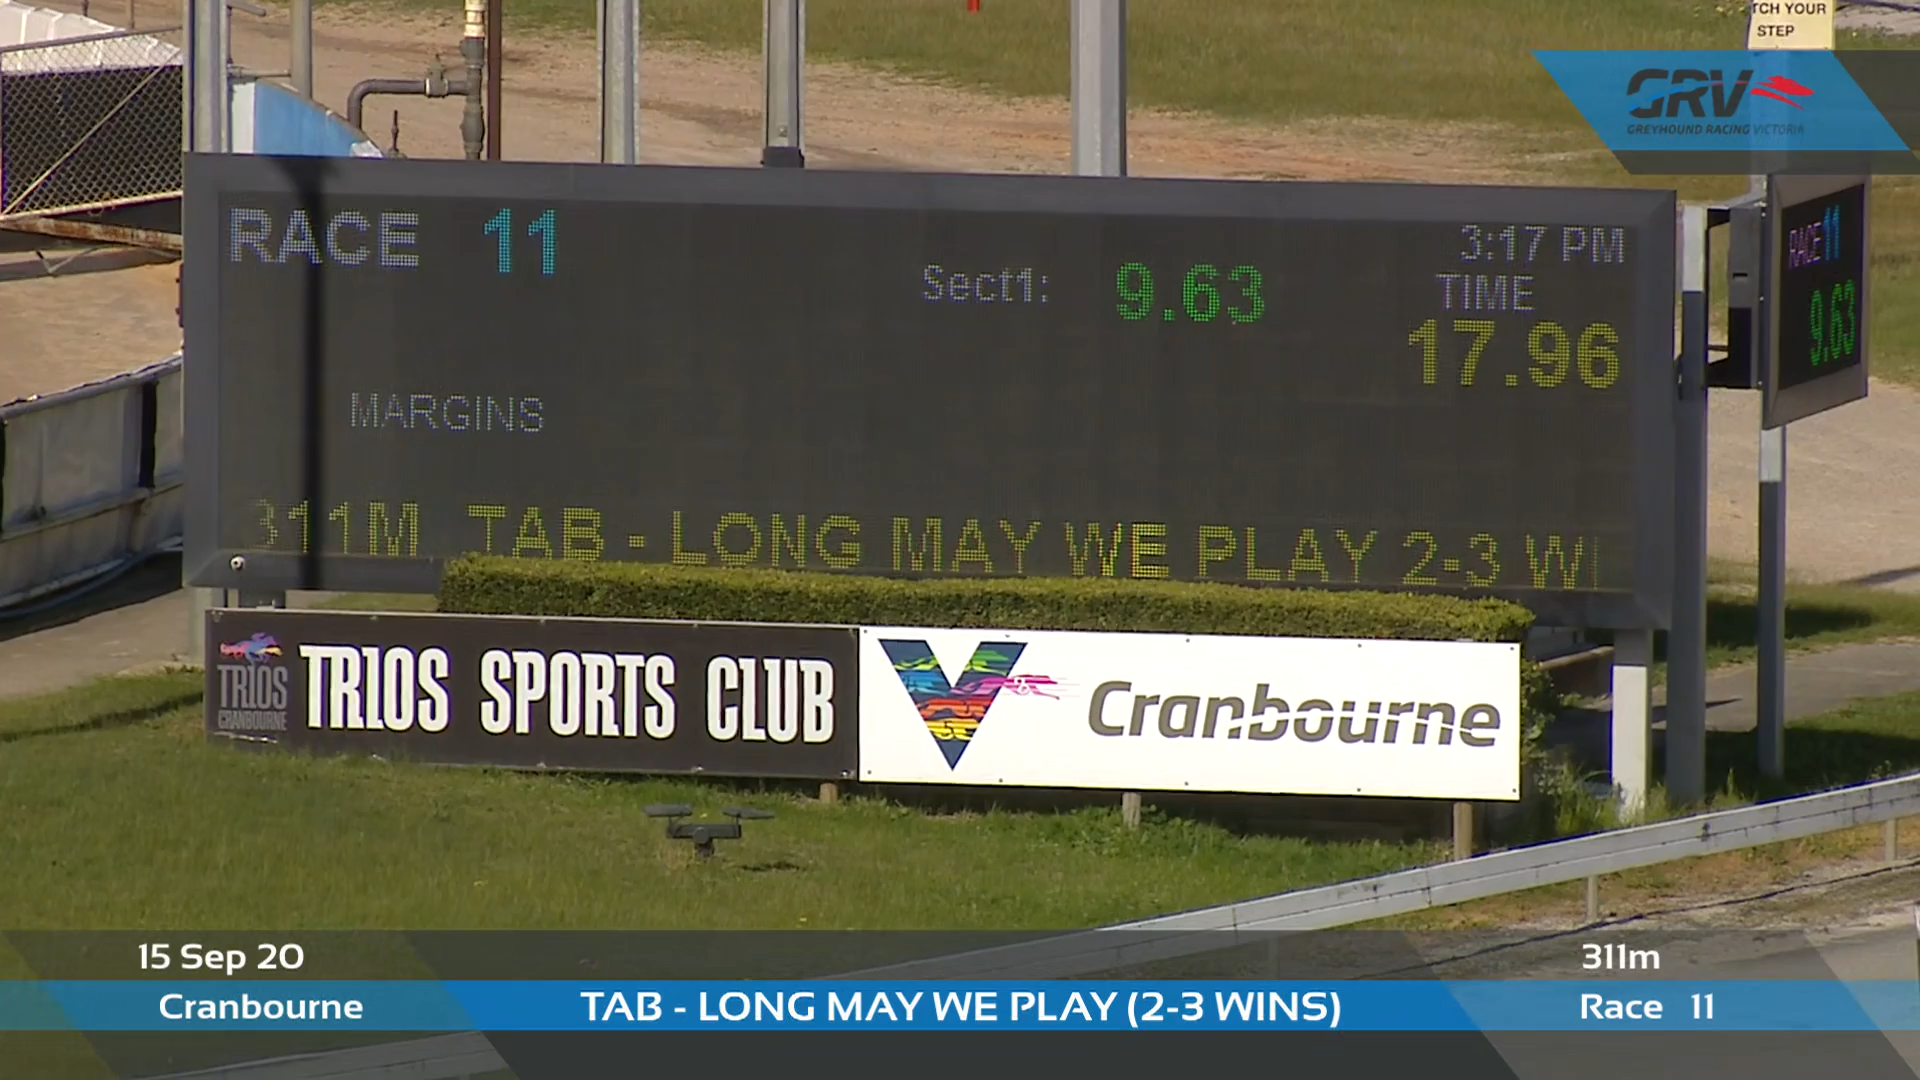 TCH YOUR
STEP
GRV
GREYHOUND RACING VICTORIA
RACE 11
3:17 PM
Sect1: 9.63
TIME
17.96
RACE 11
9.63
MARGINS
311M TAB - LONG MAY WE PLAY 2-3 WI
TRIOS
CRANBOURNE
TRIOS SPORTS CLUB
Cranbourne
15 Sep 20
311m
Cranbourne
TAB - LONG MAY WE PLAY (2-3 WINS)
Race 11